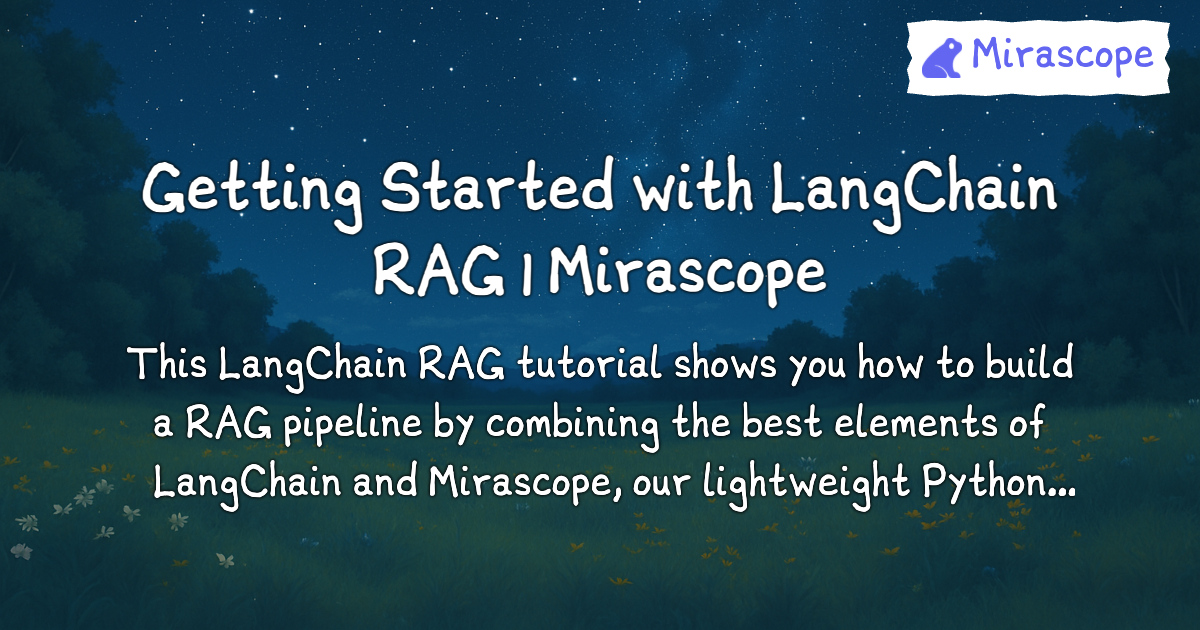 Mirascope
Getting Started with LangChain
RAG | Mirascope
This LangChain RAG tutorial shows you how to build
a RAG pipeline by combining the best elements of
LangChain and Mirascope, our lightweight Python...